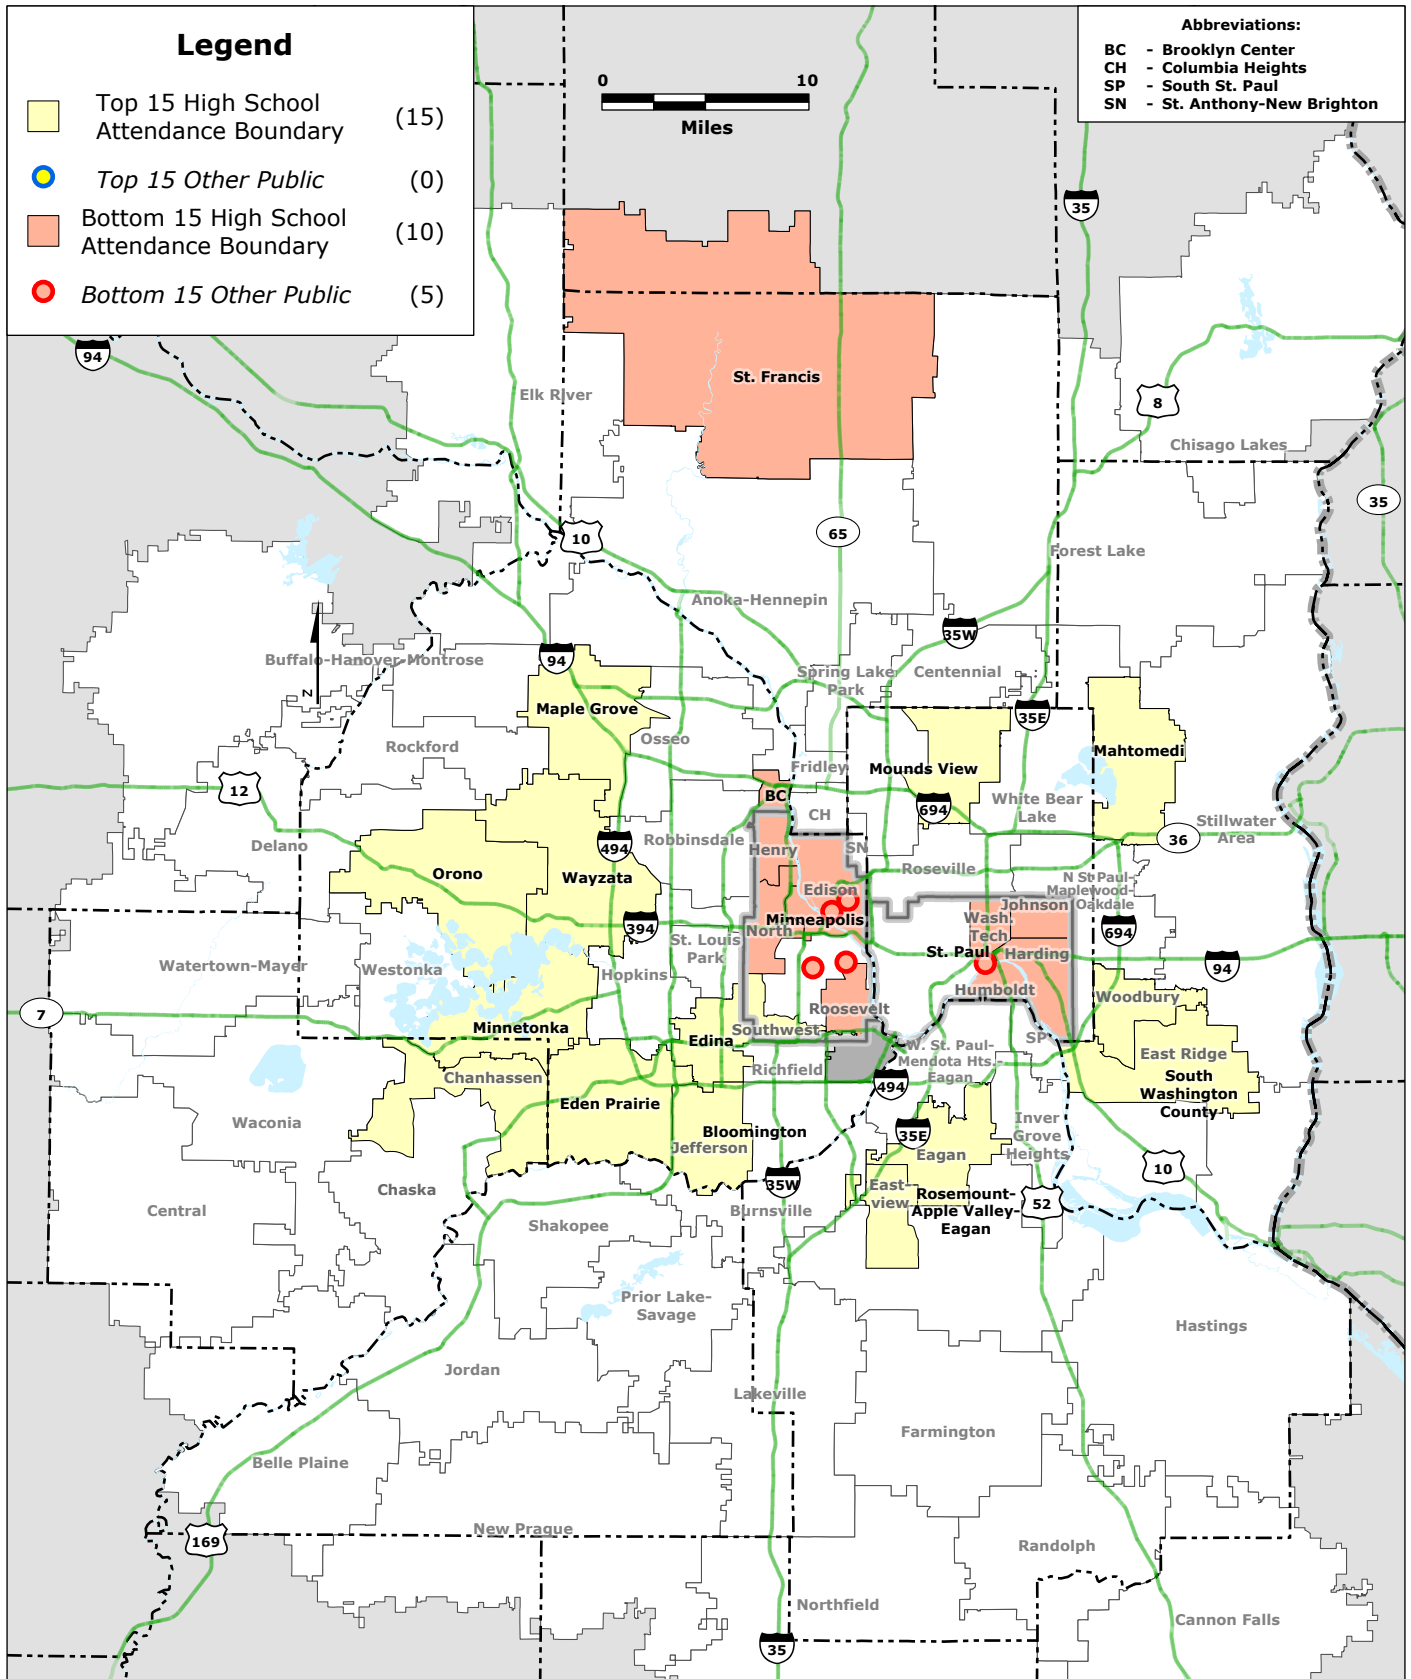 Legend
Top 15 High School
Attendance Boundary
(15)
Top 15 Other Public
(0)
Bottom 15 High School
Attendance Boundary
(10)
Bottom 15 Other Public
(5)
0 10
Miles
Abbreviations:
BC - Brooklyn Center
CH - Columbia Heights
SP - South St. Paul
SN - St. Anthony-New Brighton
35
94
St. Francis
Elk River
8
Chisago Lakes
35
65
10
Forest Lake
Anoka-Hennepin
35W
N
Buffalo-Hanover-Montrose
94
Spring Lake
Park
Centennial
Maple Grove
35E
Osseo
Rockford
Mahtomedi
Fridley
Mounds View
12
BC
694
White Bear
Lake
CH
Stillwater
Area
36
Delano
494
Robbinsdale
Henry
SN
Roseville
Orono
Wayzata
N St Paul-
Maplewood-
Oakdale
Edison
Johnson
394
Minneapolis
Wash.
Tech
North
694
St. Louis
Park
St. Paul
Harding
Watertown-Mayer
Westonka
Hopkins
94
Humboldt
Woodbury
7
Roosevelt
Minnetonka
Southwest
Edina
SP
W. St. Paul-
Mendota Hts.-
Eagan
East Ridge
Richfield
Chanhassen
494
South
Washington
County
Eden Prairie
Waconia
Bloomington
Jefferson
35E
Inver
Grove
Heights
Eagan
10
35W
East-
view
Chaska
Rosemount-
Apple Valley-
Eagan
52
Central
Burnsville
Shakopee
Prior Lake-
Savage
Hastings
Jordan
Lakeville
Farmington
Belle Plaine
New Prague
169
Randolph
Northfield
Cannon Falls
35